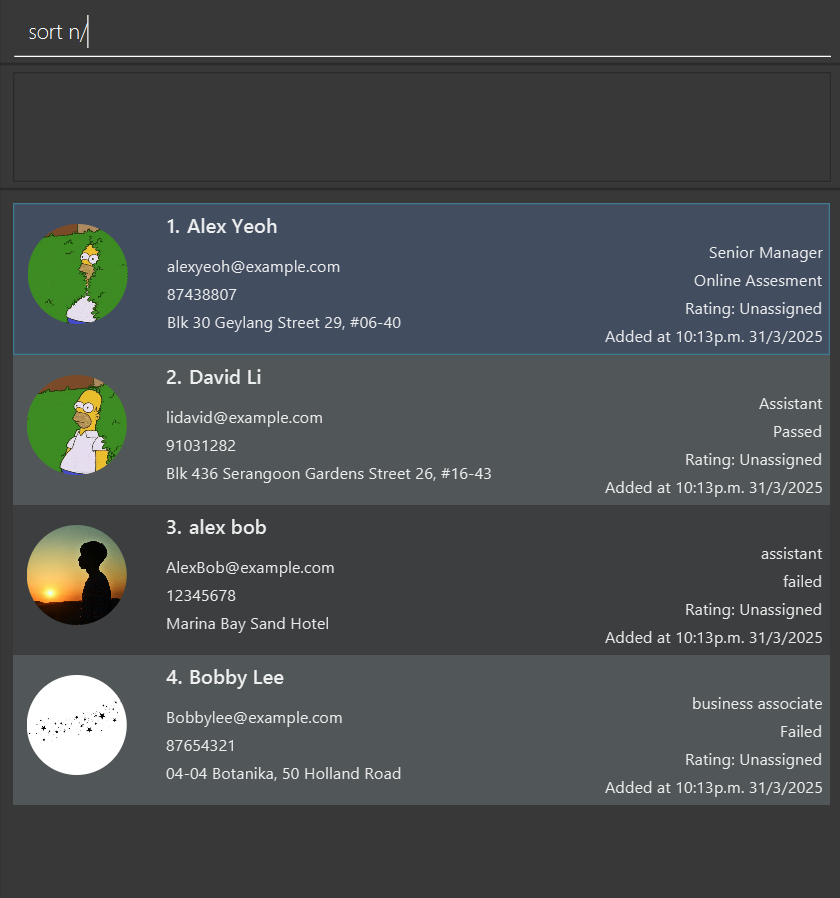 sort n/
1. Alex Yeoh
alexyeoh@example.com
87438807
Blk 30 Geylang Street 29, #06-40
Senior Manager
Online Assesment
Rating: Unassigned
Added at 10:13p.m. 31/3/2025
2. David Li
lidavid@example.com
91031282
Blk 436 Serangoon Gardens Street 26, #16-43
Assistant
Passed
Rating: Unassigned
Added at 10:13p.m. 31/3/2025
3. alex bob
AlexBob@example.com
12345678
Marina Bay Sand Hotel
assistant
failed
Rating: Unassigned
Added at 10:13p.m. 31/3/2025
4. Bobby Lee
Bobbylee@example.com
87654321
04-04 Botanika, 50 Holland Road
business associate
Failed
Rating: Unassigned
Added at 10:13p.m. 31/3/2025